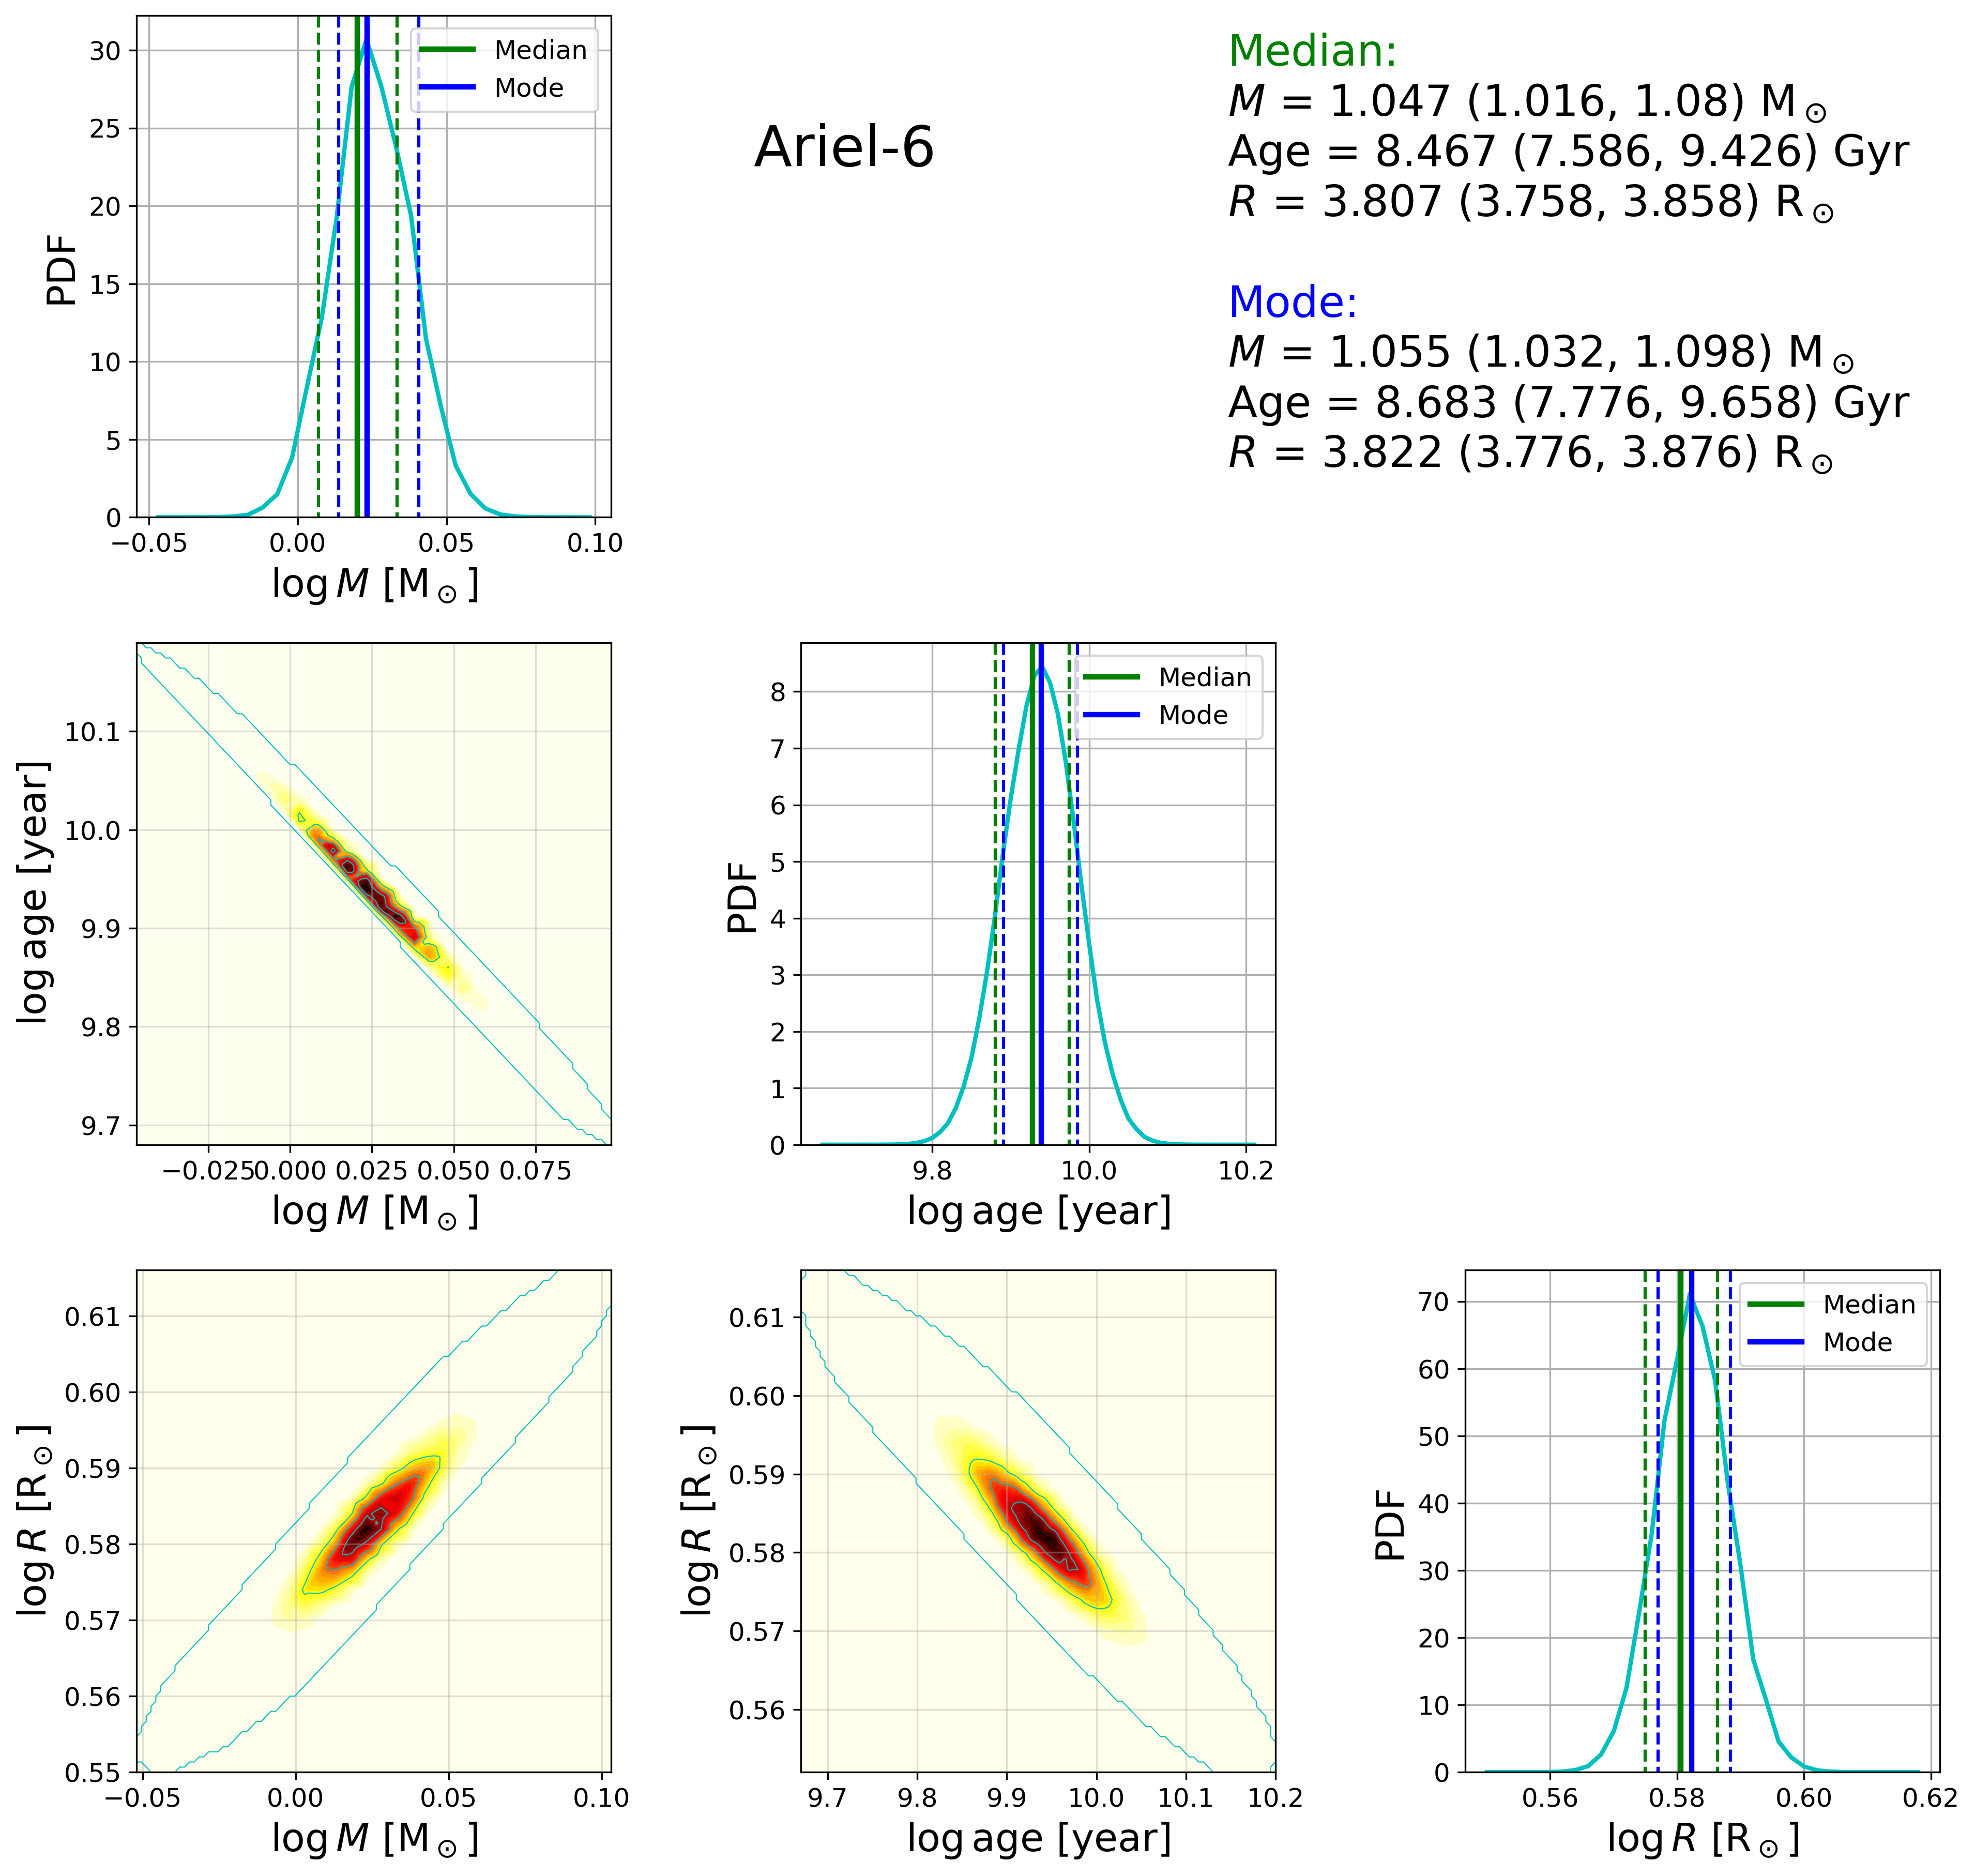 30
25
20
15
10
5
0
PDF
Median
Mode
−0.05
0.00
0.05
0.10
log M [M⊙]
Ariel-6
Median:
M = 1.047 (1.016, 1.08) M⊙
Age = 8.467 (7.586, 9.426) Gyr
R = 3.807 (3.758, 3.858) R⊙
Mode:
M = 1.055 (1.032, 1.098) M⊙
Age = 8.683 (7.776, 9.658) Gyr
R = 3.822 (3.776, 3.876) R⊙
10.1
10.0
9.9
9.8
9.7
log age [year]
−0.025
0.000
0.025
0.050
0.075
log M [M⊙]
8
7
6
5
4
3
2
1
0
PDF
Median
Mode
9.8
10.0
10.2
log age [year]
0.61
0.60
0.59
0.58
0.57
0.56
0.55
log R [R⊙]
−0.05
0.00
0.05
0.10
log M [M⊙]
0.61
0.60
0.59
0.58
0.57
0.56
log R [R⊙]
9.7
9.8
9.9
10.0
10.1
10.2
log age [year]
70
60
50
40
30
20
10
0
PDF
Median
Mode
0.56
0.58
0.60
0.62
log R [R⊙]